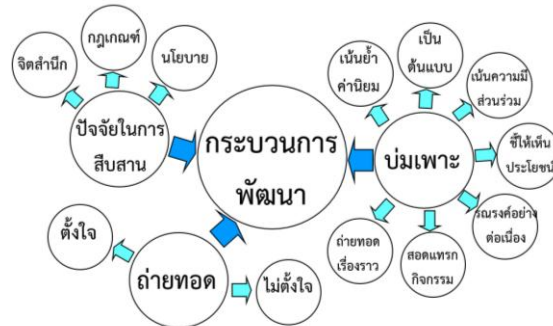 กฎเกณฑ์
จิตสำนึก
นโยบาย
ปัจจัยในการ
สืบสาน
กระบวนการ
พัฒนา
เน้นย้ำ
ค่านิยม
เป็น
ต้นแบบ
เน้นความมี
ส่วนร่วม
ชี้ให้เห็น
ประโยชน์
บ่มเพาะ
รณรงค์อย่าง
ต่อเนื่อง
ถ่ายทอด
เรื่องราว
สอดแทรก
กิจกรรม
ตั้งใจ
ถ่ายทอด
ไม่ตั้งใจ